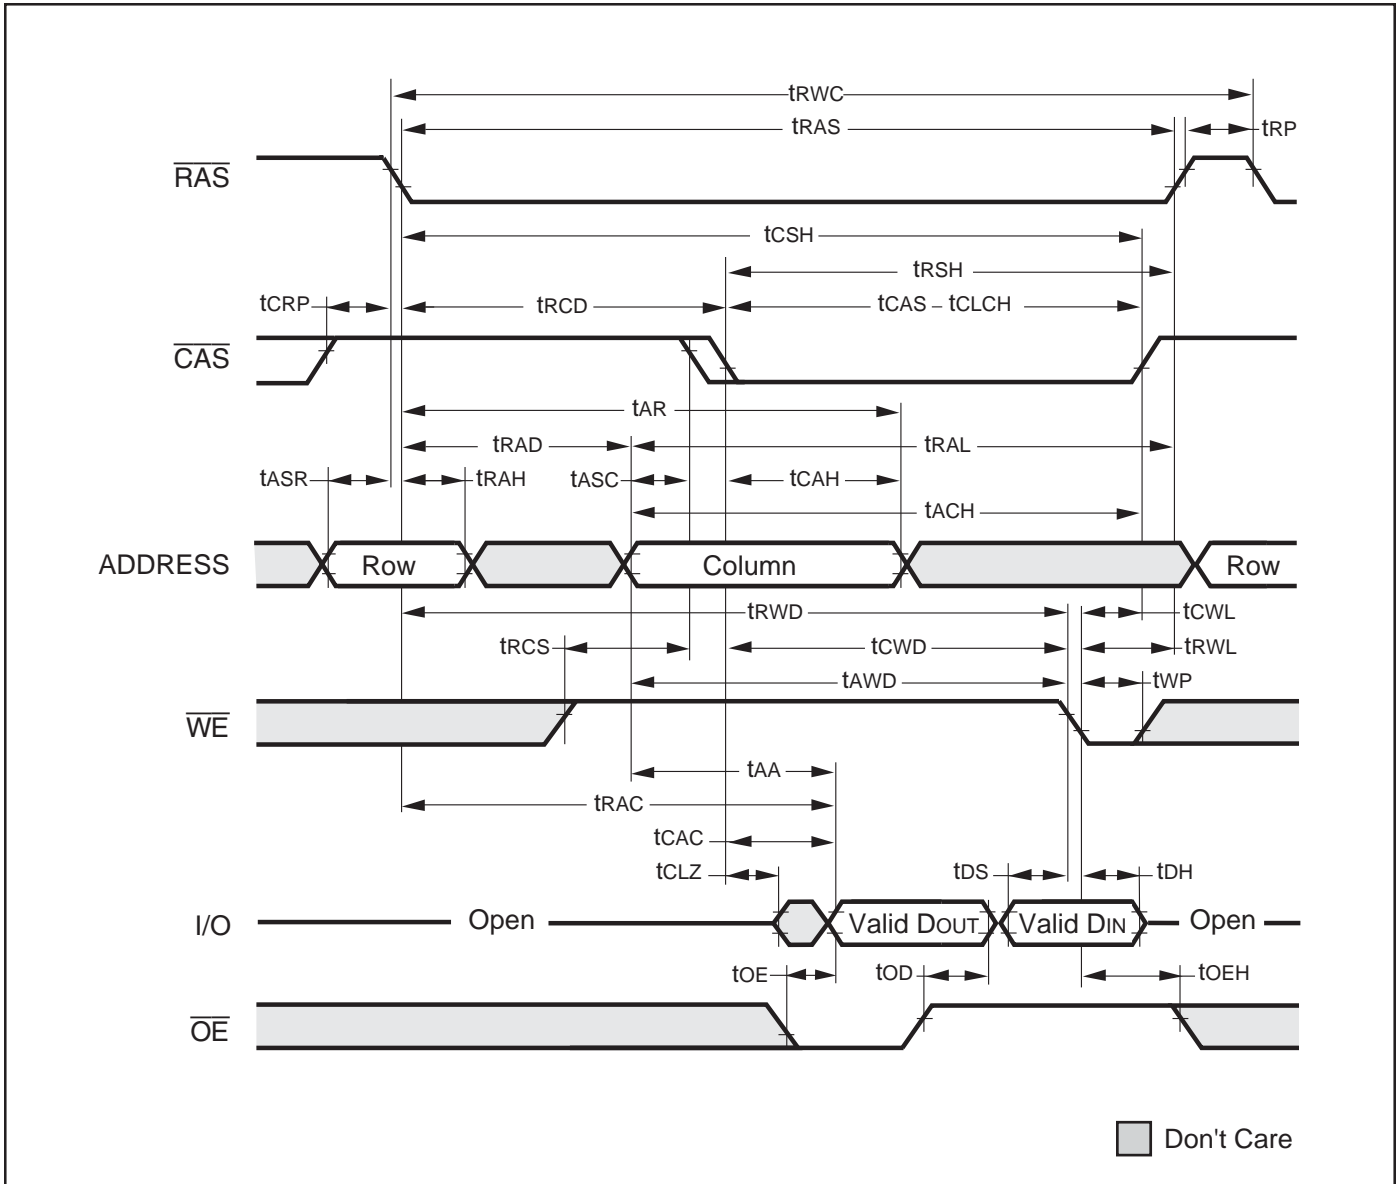 tRWC
tRAS
tRP
RAS
tCSH
tRSH
tCRP
tRCD
tCAS – tCLCH
CAS
tAR
tRAD
tRAL
tASR
tRAH
tASC
tCAH
tACH
ADDRESS
Row
Column
Row
tRWD
tCWL
tRCS
tCWD
tRWL
tAWD
tWP
WE
tAA
tRAC
tCAC
tCLZ
tDS
tDH
I/O
Open
Valid DOUT
Valid DIN
Open
tOE
tOD
tOEH
OE
Don't Care